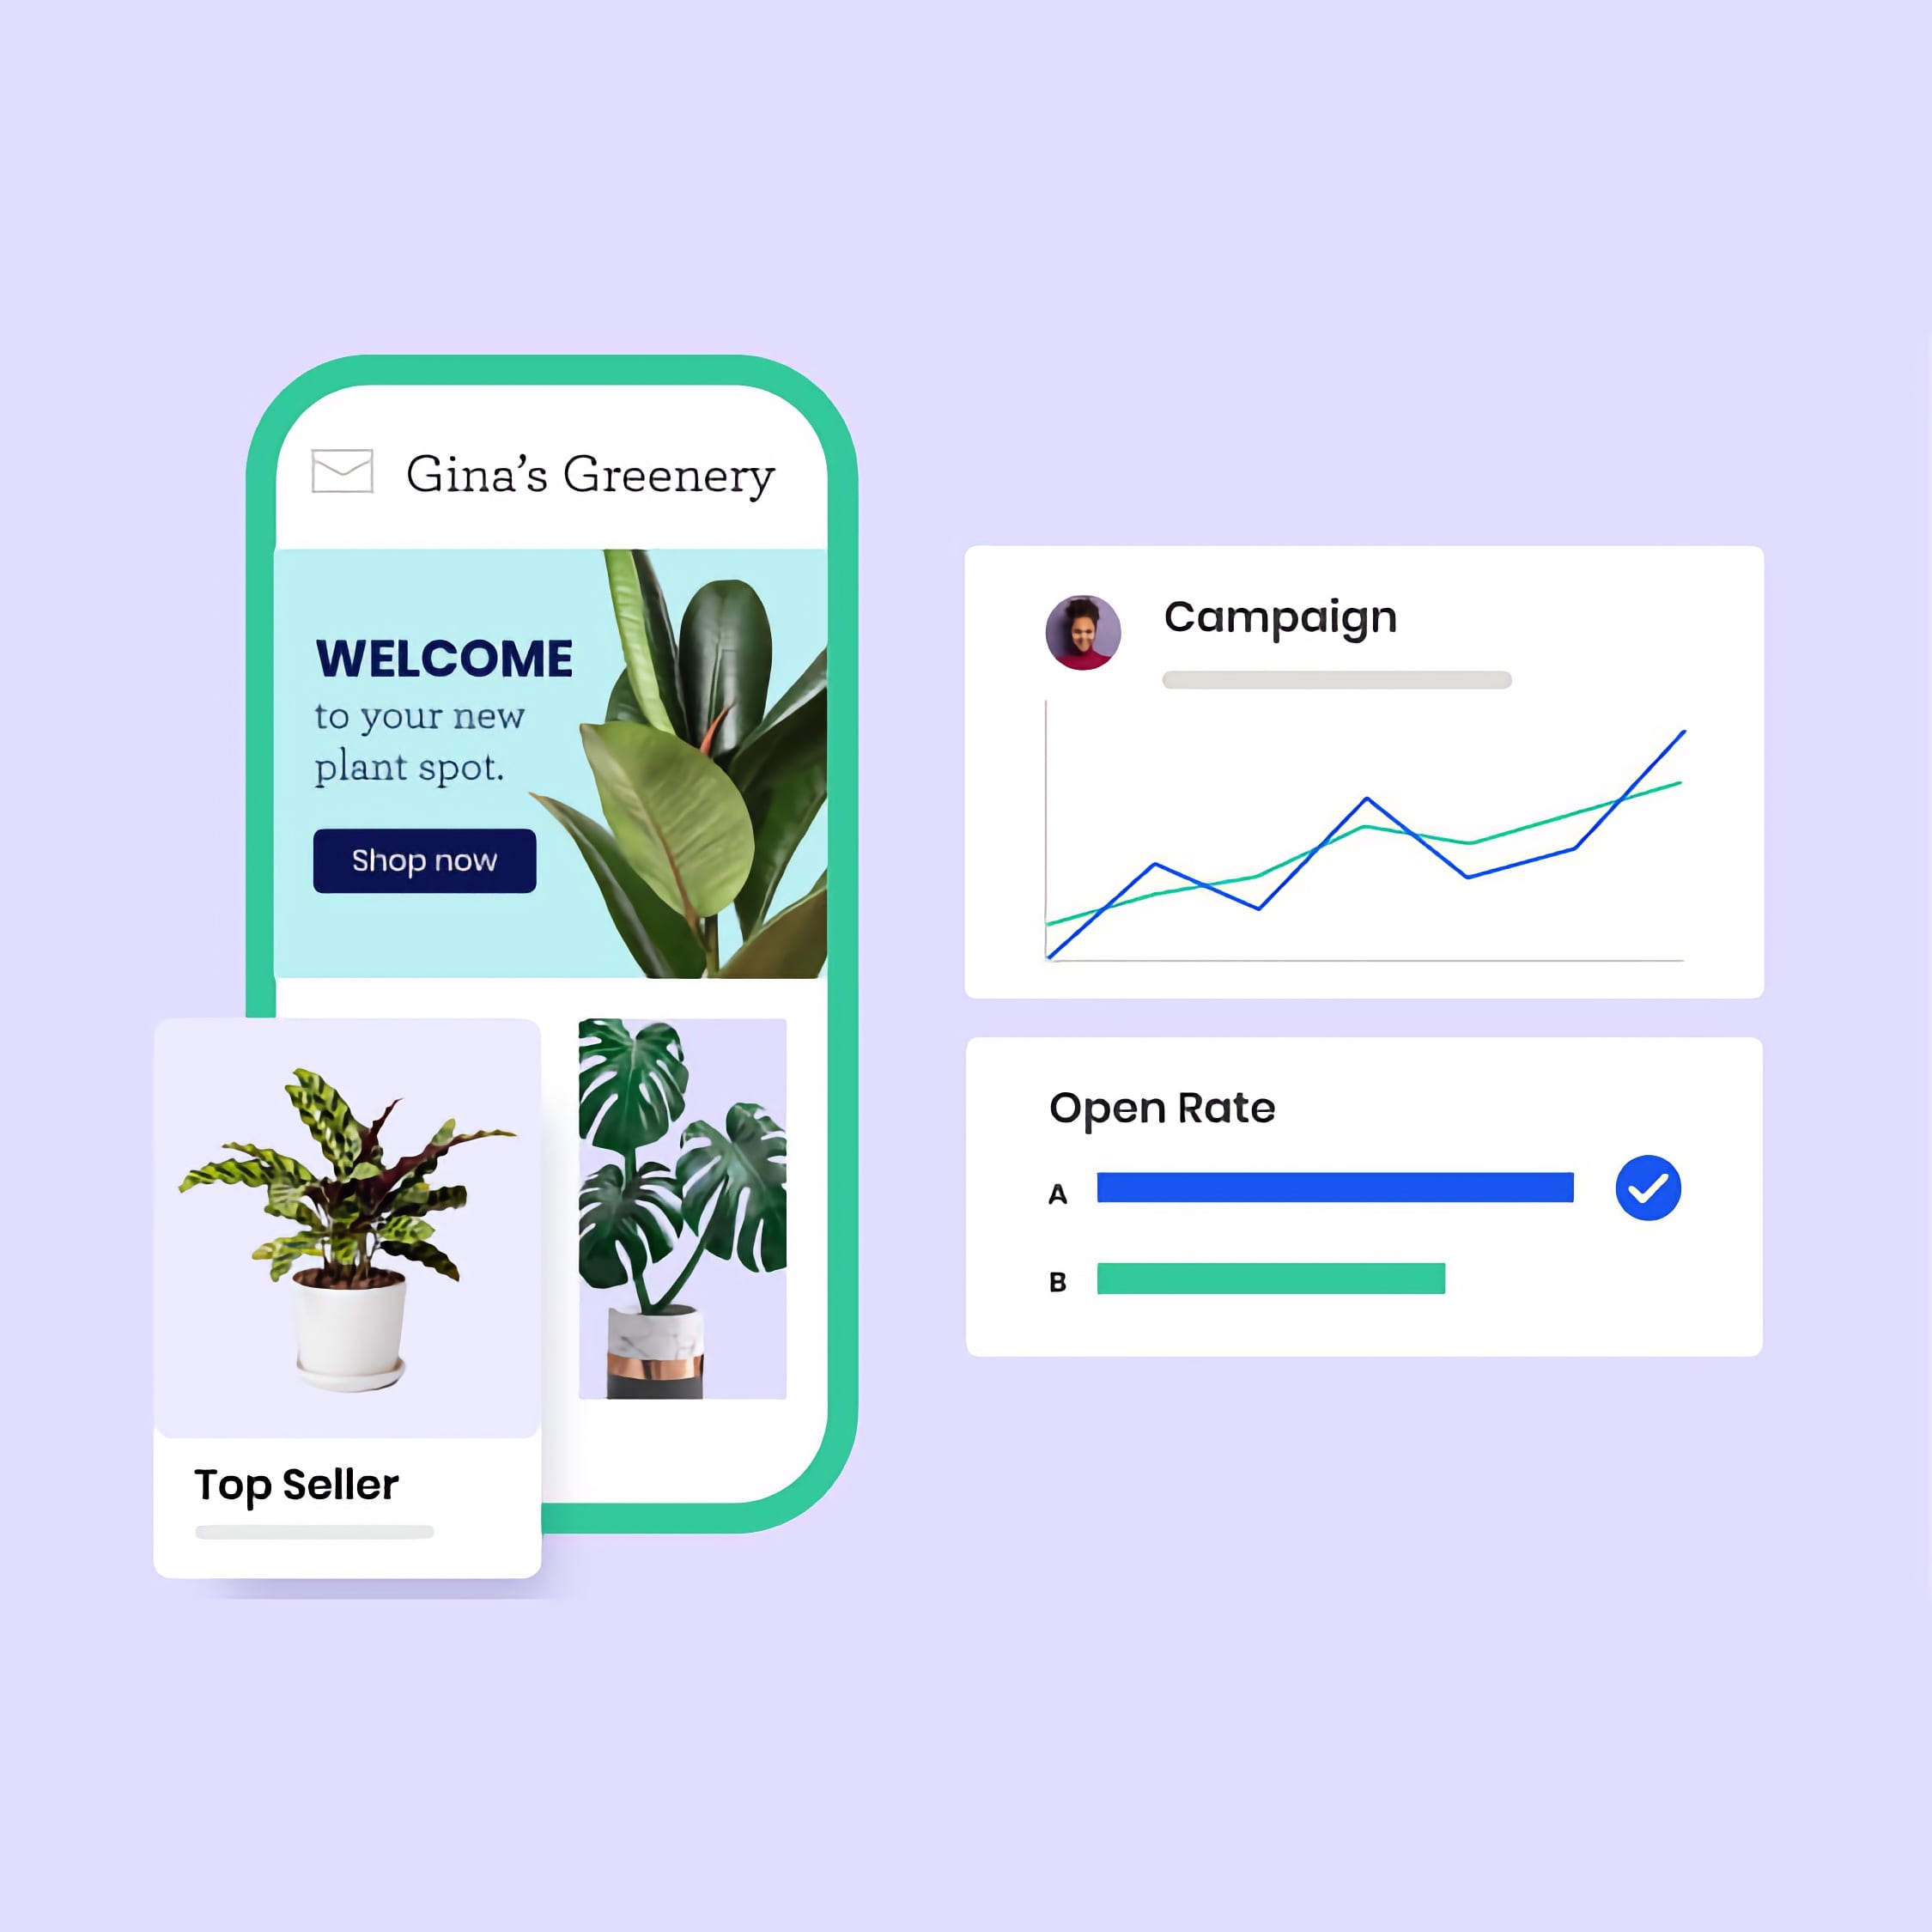 Gina’s Greenery
WELCOME
to your new
plant spot.
Shop now
Top Seller
Campaign
Open Rate
A
B